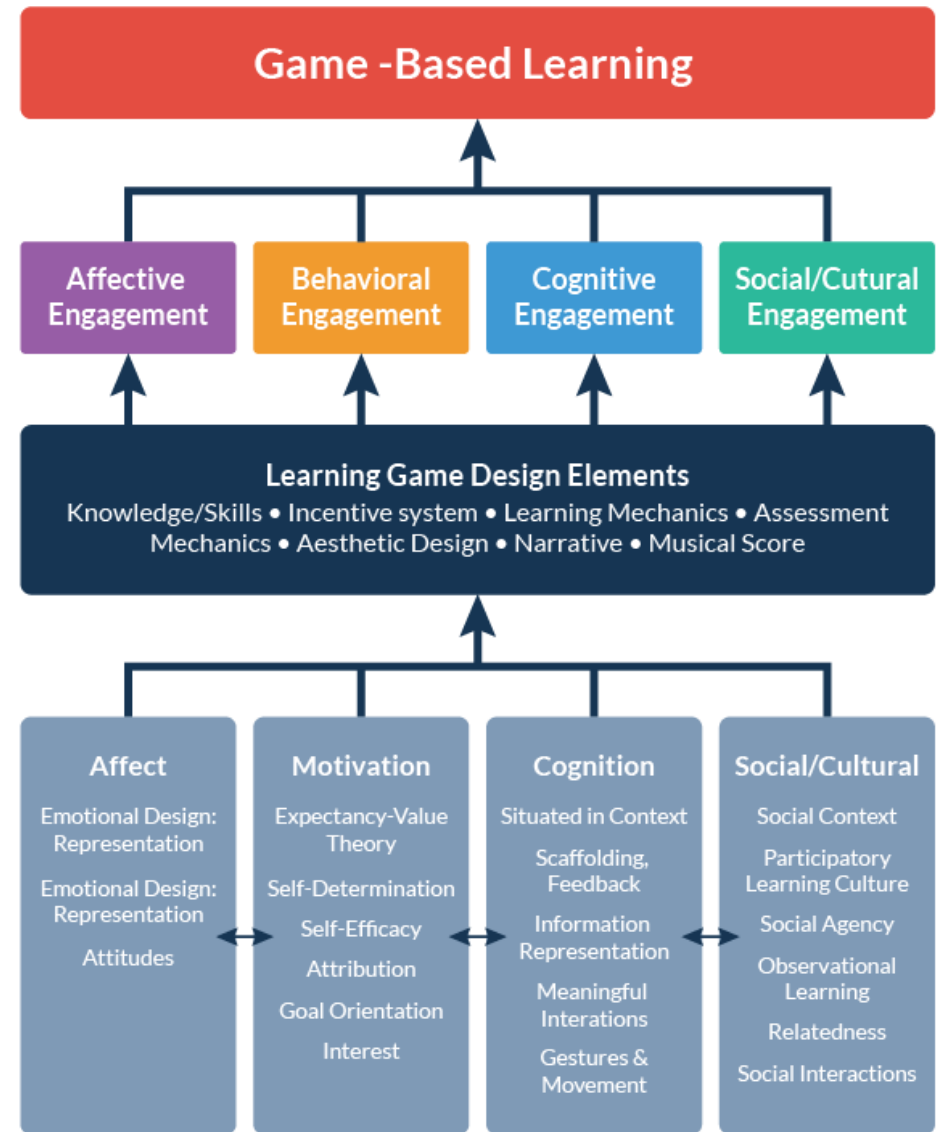 Game -Based Learning
Affective
Engagement
Behavioral
Engagement
Cognitive
Engagement
Social/Cutural
Engagement
Learning Game Design Elements
Knowledge/Skills • Incentive system • Learning Mechanics • Assessment
Mechanics • Aesthetic Design • Narrative • Musical Score
Affect
Emotional Design:
Representation
Emotional Design:
Representation
Attitudes
Motivation
Expectancy-Value
Theory
Self-Determination
Self-Efficacy
Attribution
Goal Orientation
Interest
Cognition
Situated in Context
Scaffolding,
Feedback
Information
Representation
Meaningful
Interations
Gestures &
Movement
Social/Cultural
Social Context
Participatory
Learning Culture
Social Agency
Observational
Learning
Relatedness
Social Interactions